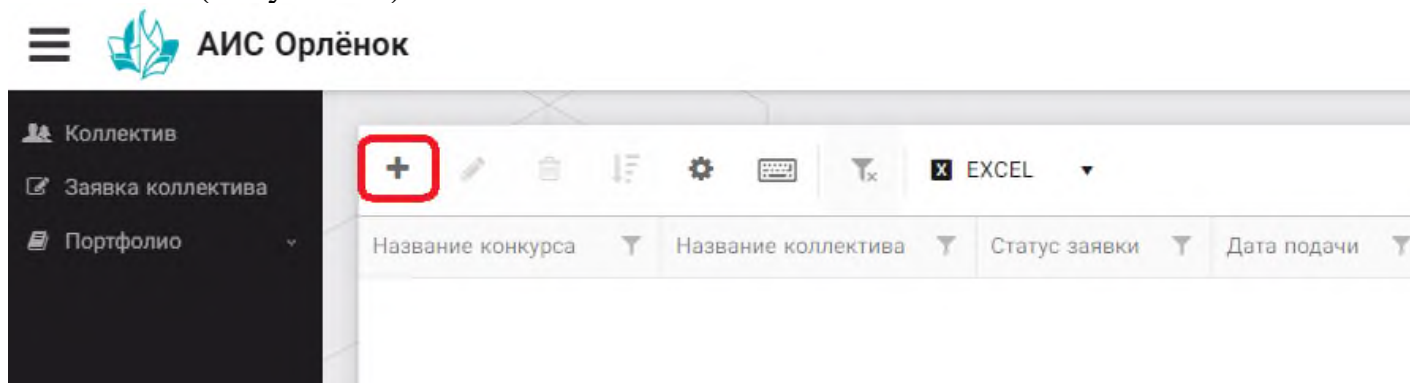 АИС Орлёнок
Коллектив
Заявка коллектива
Портфолио
X EXCEL
Название конкурса
Название коллектива
Статус заявки
Дата подачи